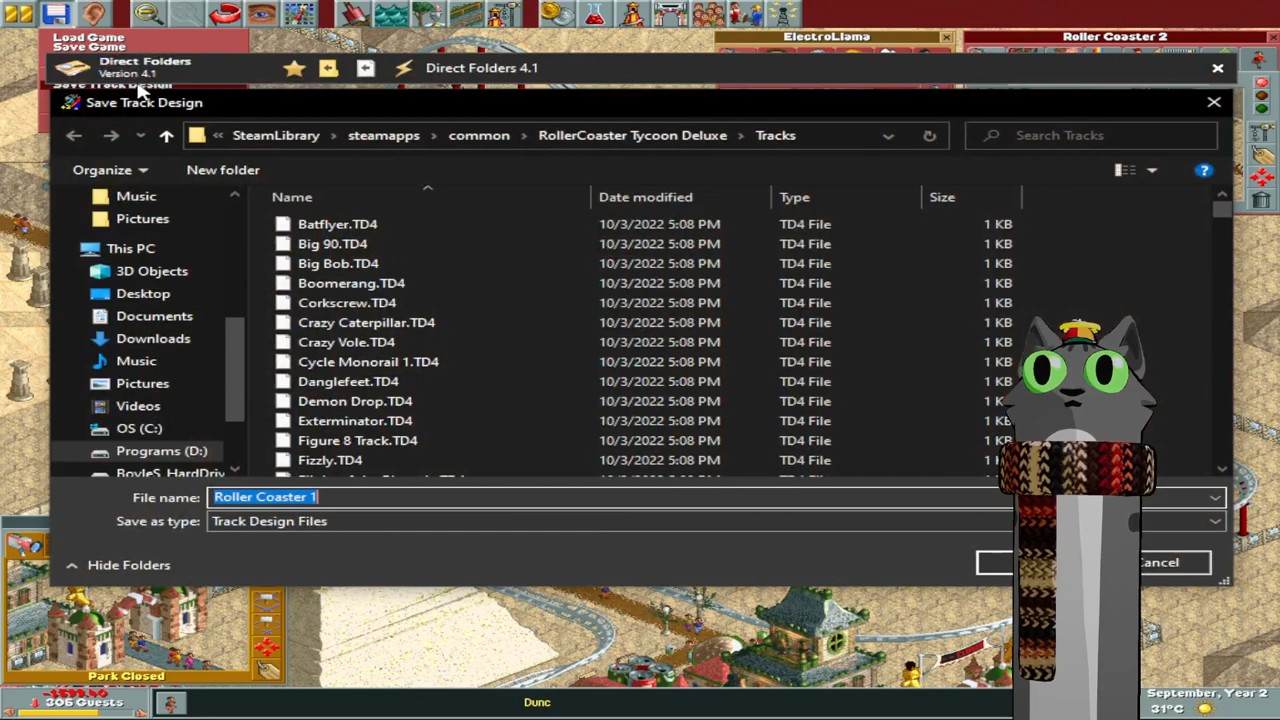 Load Game
Save Game
ElectroLlama
Roller Coaster 2
Direct Folders
Version 4.1
Direct Folders 4.1
Save Track Design
Save Track Design
« SteamLibrary › steamapps › common › RollerCoaster Tycoon Deluxe › Tracks
Search Tracks
Organize
New folder
Music
Pictures
This PC
3D Objects
Desktop
Documents
Downloads
Music
Pictures
Videos
OS (C:)
Programs (D:)
BoyleS_HardDriv
Name Date modified Type Size
Batflyer.TD4 10/3/2022 5:08 PM TD4 File 1 KB
Big 90.TD4 10/3/2022 5:08 PM TD4 File 1 KB
Big Bob.TD4 10/3/2022 5:08 PM TD4 File 1 KB
Boomerang.TD4 10/3/2022 5:08 PM TD4 File 1 KB
Corkscrew.TD4 10/3/2022 5:08 PM TD4 File 1 KB
Crazy Caterpillar.TD4 10/3/2022 5:08 PM TD4 File 1 KB
Crazy Vole.TD4 10/3/2022 5:08 PM TD4 File 1 KB
Cycle Monorail 1.TD4 10/3/2022 5:08 PM TD4 File 1 KB
Danglefeet.TD4 10/3/2022 5:08 PM TD4 File 1 KB
Demon Drop.TD4 10/3/2022 5:08 PM TD4 File 1 K
Exterminator.TD4 10/3/2022 5:08 PM TD4 File 1 KB
Figure 8 Track.TD4 10/3/2022 5:08 PM TD4 File 1 KB
Fizzly.TD4 10/3/2022 5:08 PM TD4 File 1 KB
File name: Roller Coaster 1
Save as type: Track Design Files
Hide Folders
Cancel
Park Closed
306 Guests
Dunc
September, Year 2
31°C